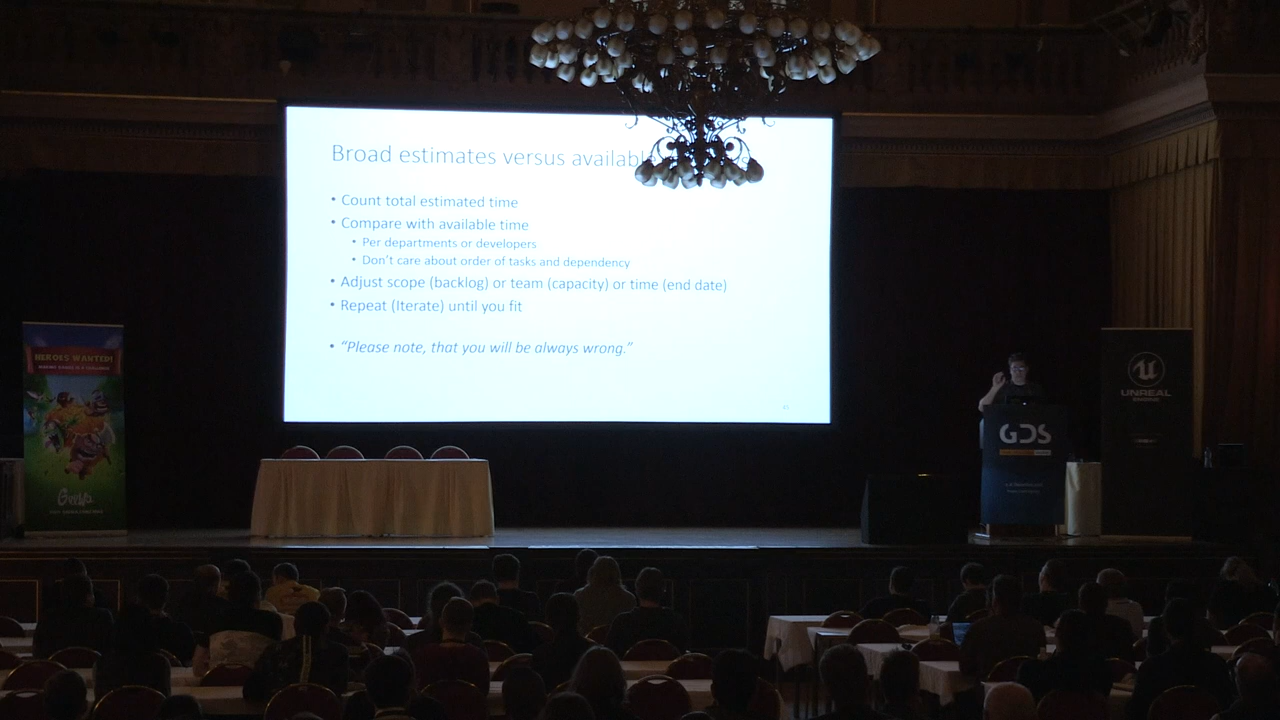 Broad estimates versus available
• Count total estimated time
• Compare with available time
• Per departments or developers
• Don't care about order of tasks and dependency
• Adjust scope (backlog) or team (capacity) or time (end date)
• Repeat (Iterate) until you fit
• "Please note, that you will be always wrong."
HEROES WANTED!
Geewa
UNREAL
ENGINE
GDS